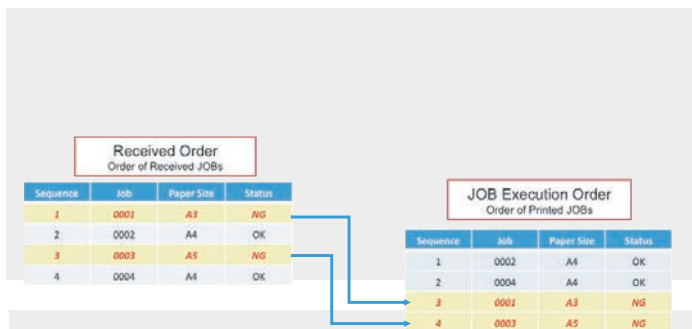 Received Order
Order of Received JOBs
Sequence Job Paper Size Status
1 0001 A3 NG
2 0002 A4 OK
3 0003 A5 NG
4 0004 A4 OK
JOB Execution Order
Order of Printed JOBs
Sequence Job Paper Size Status
1 0002 A4 OK
2 0004 A4 OK
3 0001 A3 NG
4 0003 A5 NG